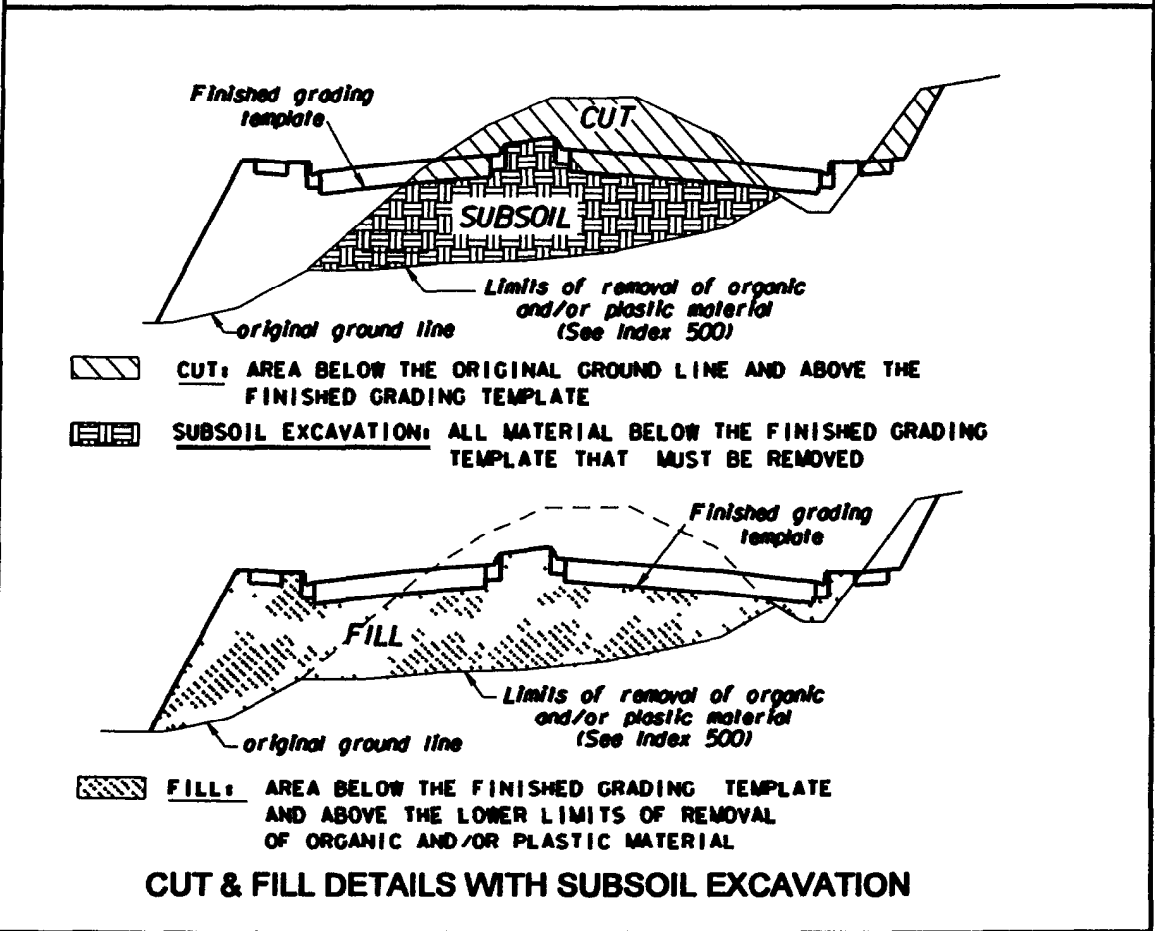 Finished grading
template
CUT
SUBSOIL
Limits of removal of organic
and/or plastic material
(See Index 500)
original ground line
CUT: AREA BELOW THE ORIGINAL GROUND LINE AND ABOVE THE
FINISHED GRADING TEMPLATE
SUBSOIL EXCAVATION: ALL MATERIAL BELOW THE FINISHED GRADING
TEMPLATE THAT MUST BE REMOVED
Finished grading
template
FILL
Limits of removal of organic
and/or plastic material
(See Index 500)
original ground line
FILL: AREA BELOW THE FINISHED GRADING TEMPLATE
AND ABOVE THE LOWER LIMITS OF REMOVAL
OF ORGANIC AND/OR PLASTIC MATERIAL
CUT & FILL DETAILS WITH SUBSOIL EXCAVATION